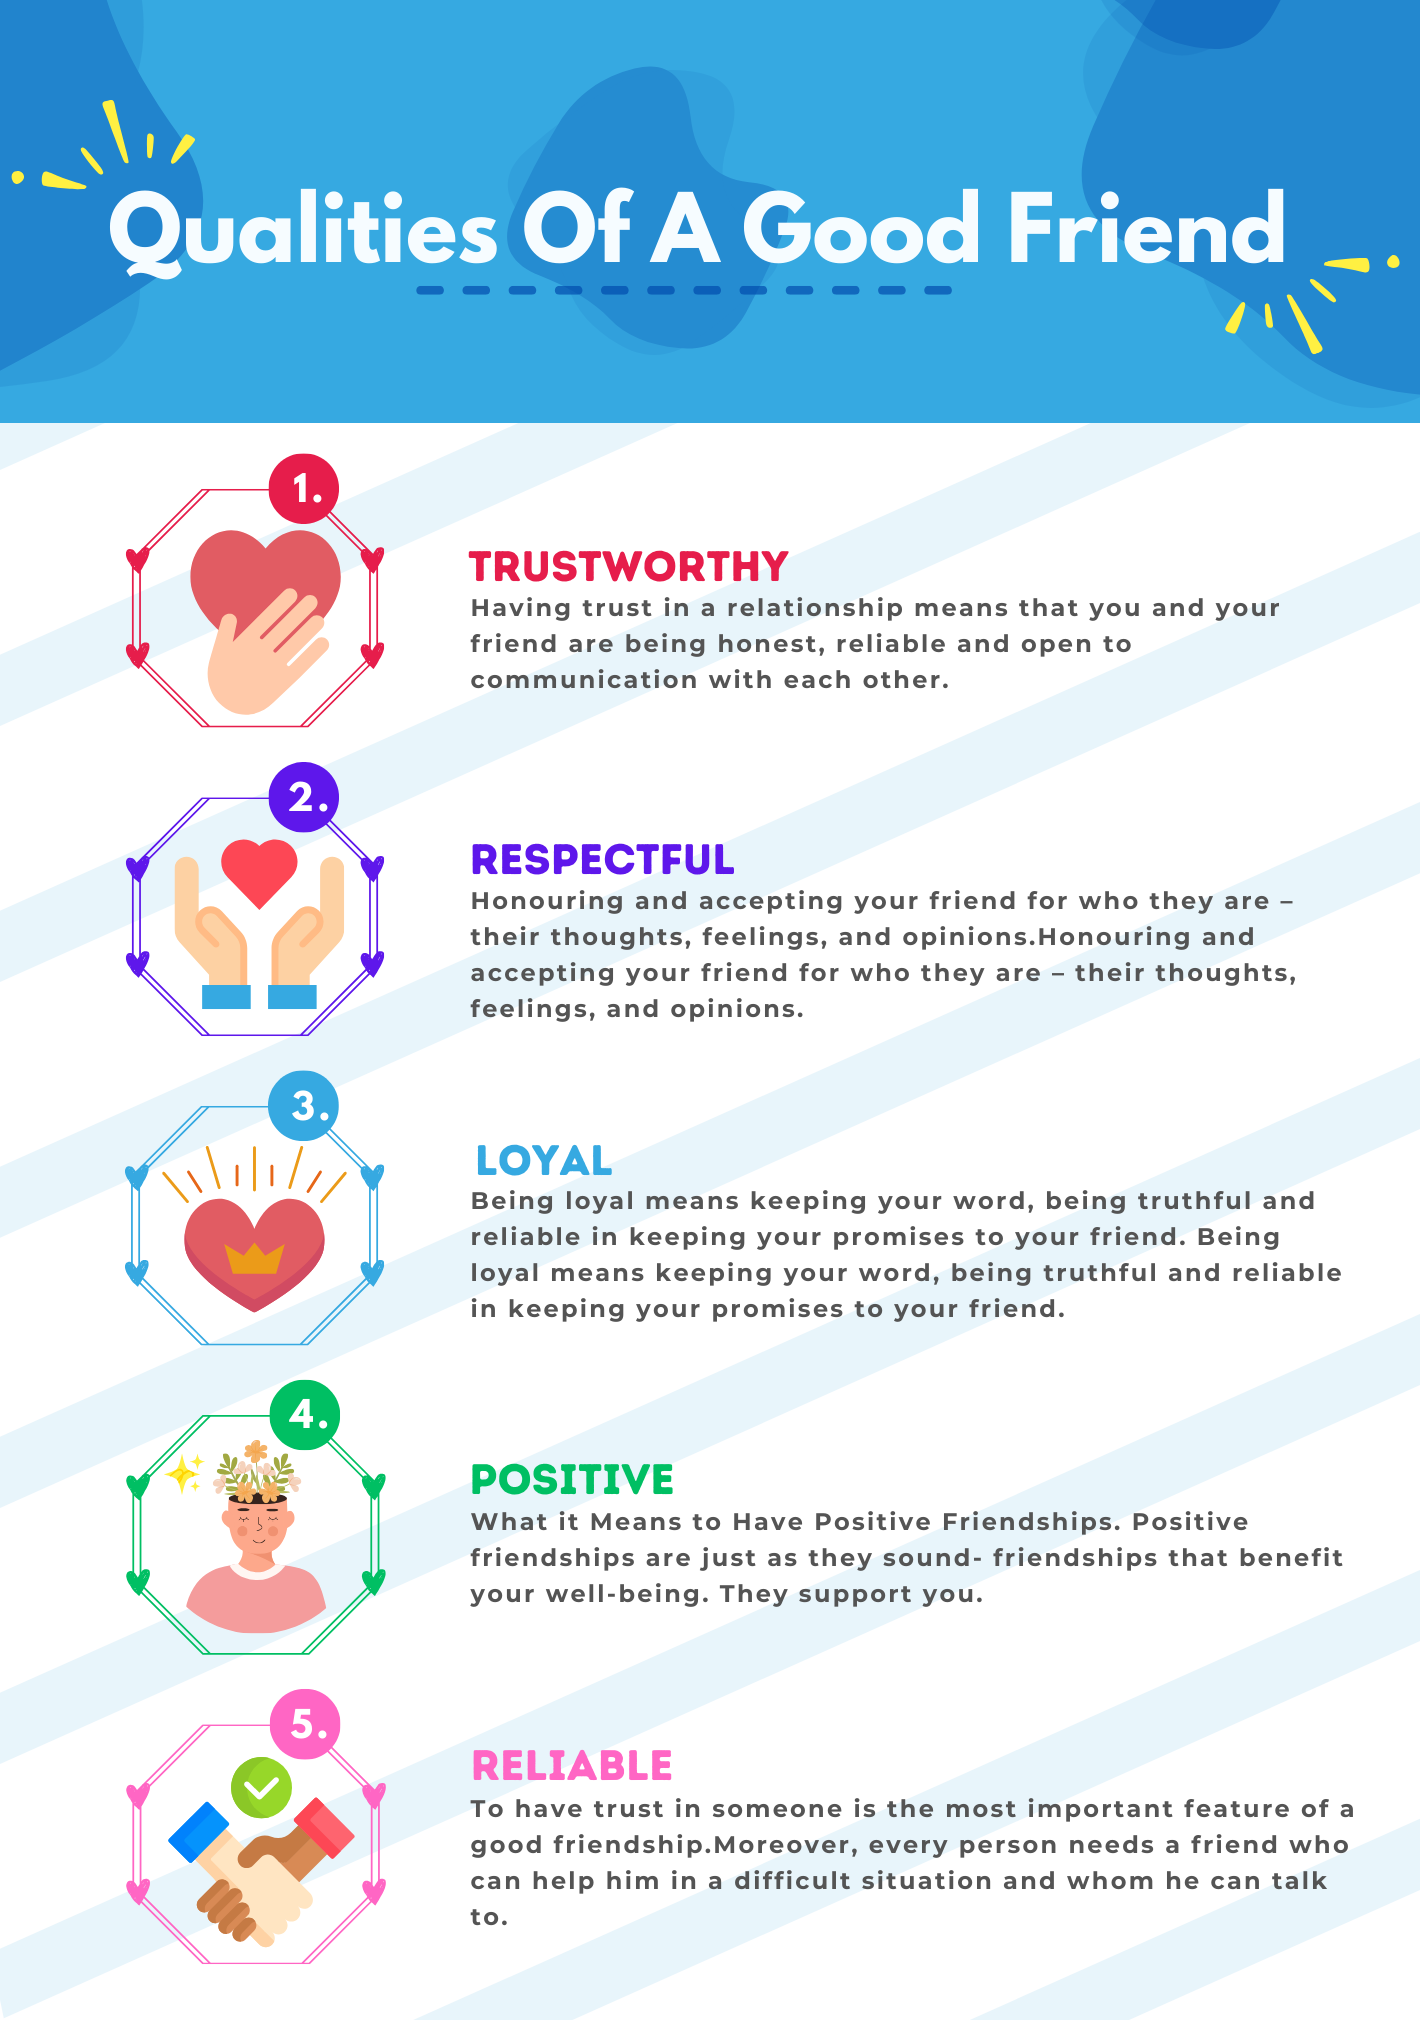 Qualities Of A Good Friend
1.
TRUSTWORTHY
Having trust in a relationship means that you and your
friend are being honest, reliable and open to
communication with each other.
2.
RESPECTFUL
Honouring and accepting your friend for who they are –
their thoughts, feelings, and opinions.Honouring and
accepting your friend for who they are – their thoughts,
feelings, and opinions.
3.
LOYAL
Being loyal means keeping your word, being truthful and
reliable in keeping your promises to your friend. Being
loyal means keeping your word, being truthful and reliable
in keeping your promises to your friend.
4.
POSITIVE
What it Means to Have Positive Friendships. Positive
friendships are just as they sound- friendships that benefit
your well-being. They support you.
5.
RELIABLE
To have trust in someone is the most important feature of a
good friendship.Moreover, every person needs a friend who
can help him in a difficult situation and whom he can talk
to.